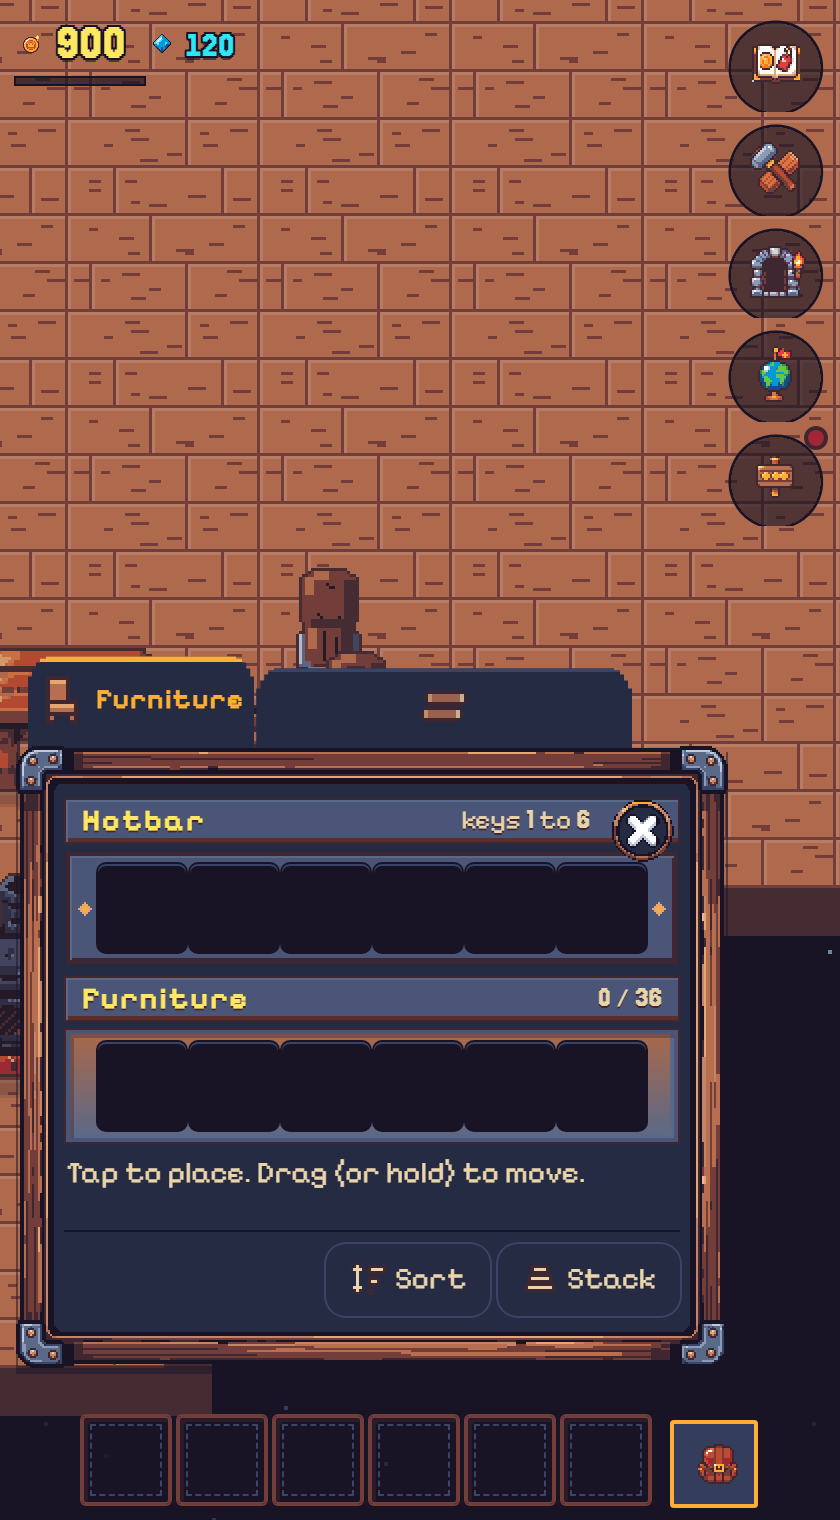 900 120
Furniture
Hotbar keys 1 to 6
Furniture 0 / 36
Tap to place. Drag (or hold) to move.
Sort Stack